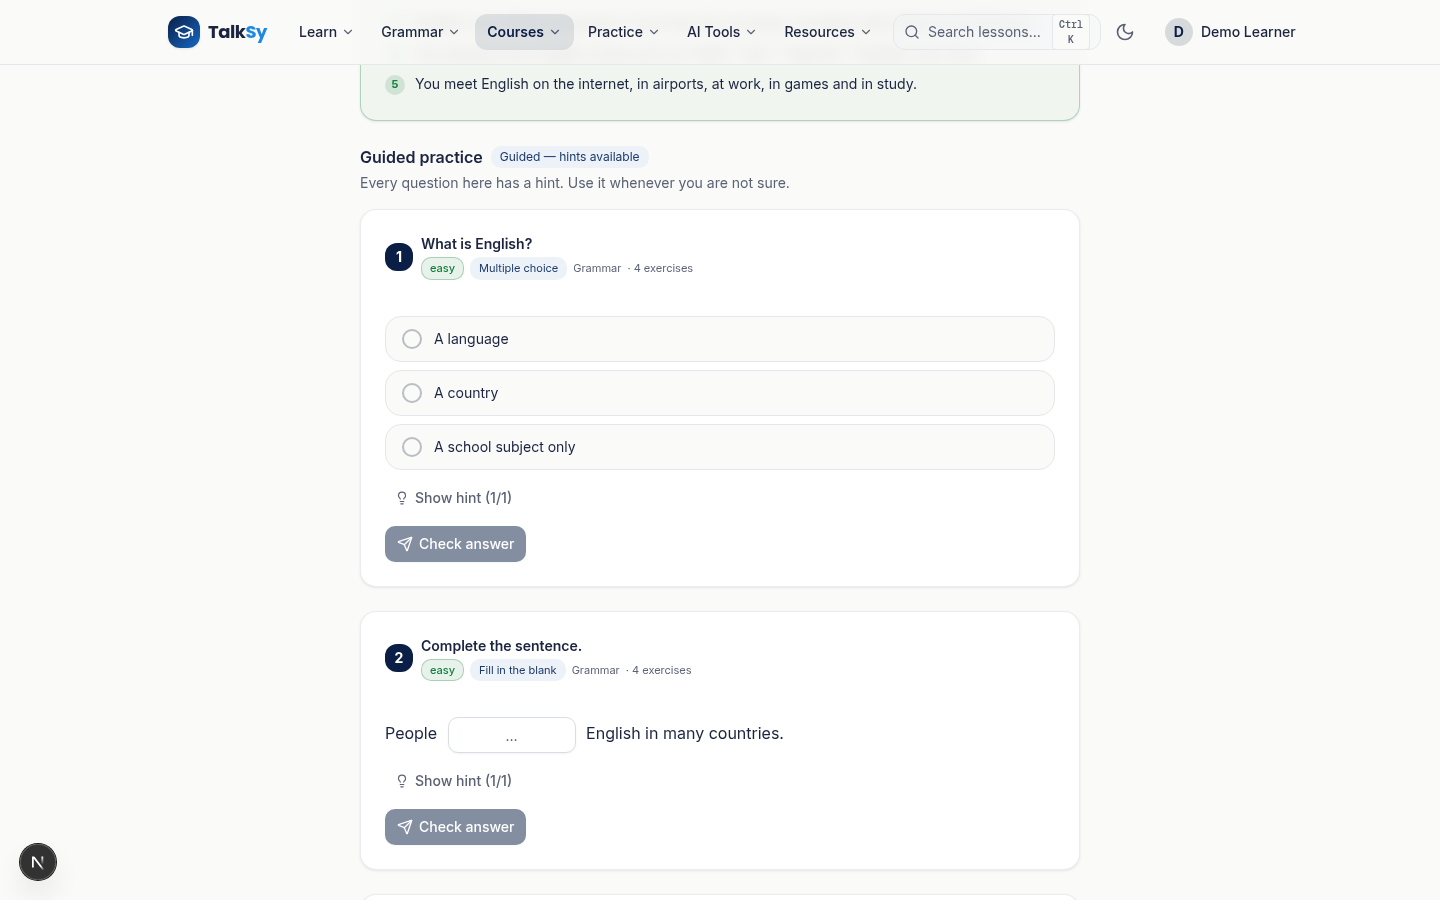 TalkSy Learn Grammar Courses Practice AI Tools Resources Search lessons... Ctrl K D Demo Learner
5 You meet English on the internet, in airports, at work, in games and in study.
Guided practice Guided — hints available
Every question here has a hint. Use it whenever you are not sure.
1 What is English?
easy Multiple choice Grammar · 4 exercises
A language
A country
A school subject only
Show hint (1/1)
Check answer
2 Complete the sentence.
easy Fill in the blank Grammar · 4 exercises
People ... English in many countries.
Show hint (1/1)
Check answer
N